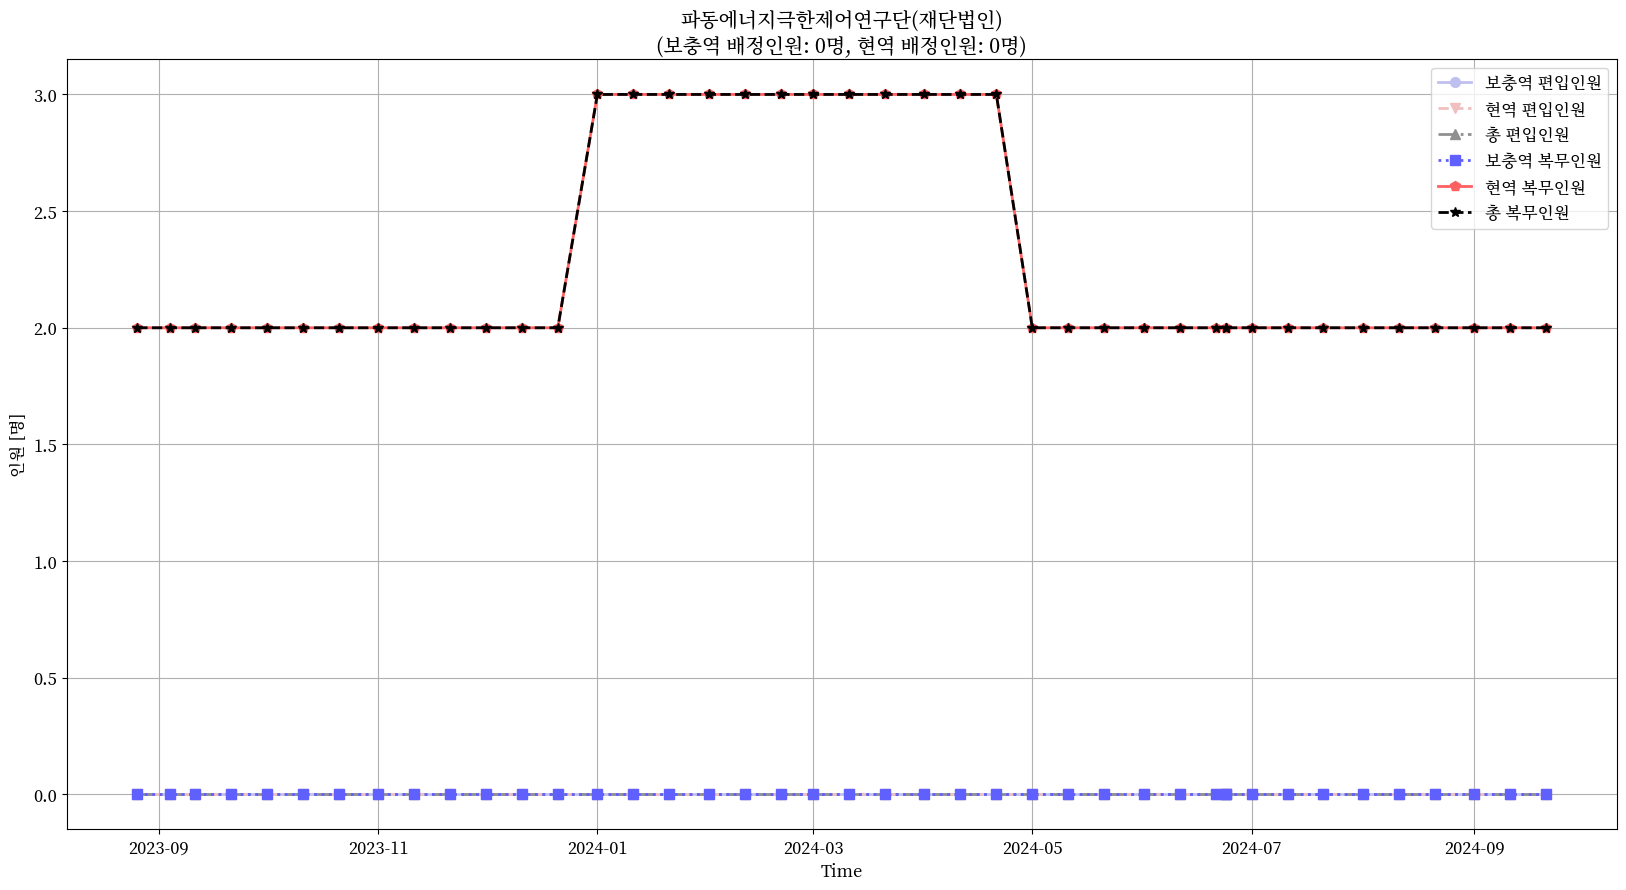 파동에너지극한제어연구단(재단법인)
(보충역 배정인원: 0명, 현역 배정인원: 0명)
보충역 편입인원
현역 편입인원
총 편입인원
보충역 복무인원
현역 복무인원
총 복무인원
3.0
2.5
2.0
1.5
1.0
0.5
0.0
인원 [명]
2023-09
2023-11
2024-01
2024-03
2024-05
2024-07
2024-09
Time